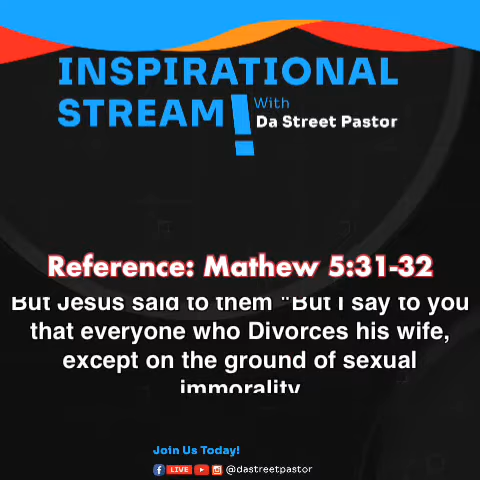 INSPIRATIONAL
STREAM!
With
Da Street Pastor
Reference: Mathew 5:31-32
But Jesus said to them "But I say to you
that everyone who Divorces his wife,
except on the ground of sexual
immorality
Join Us Today!
LIVE @dastreetpastor